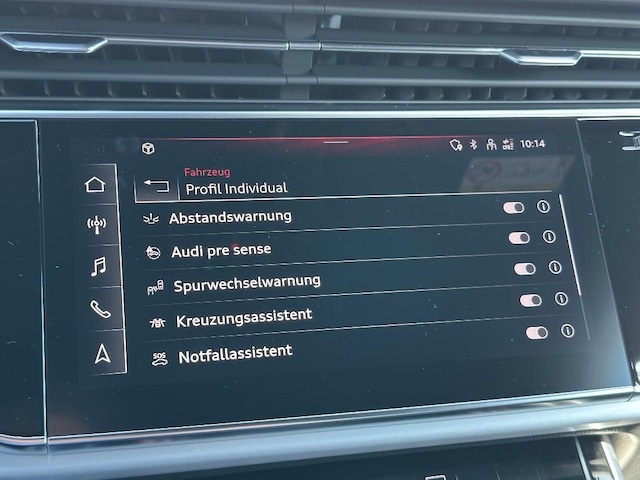 10:14
Fahrzeug
Profil Individual
Abstandswarnung
Audi pre sense
Spurwechselwarnung
Kreuzungsassistent
SOS
Notfallassistent